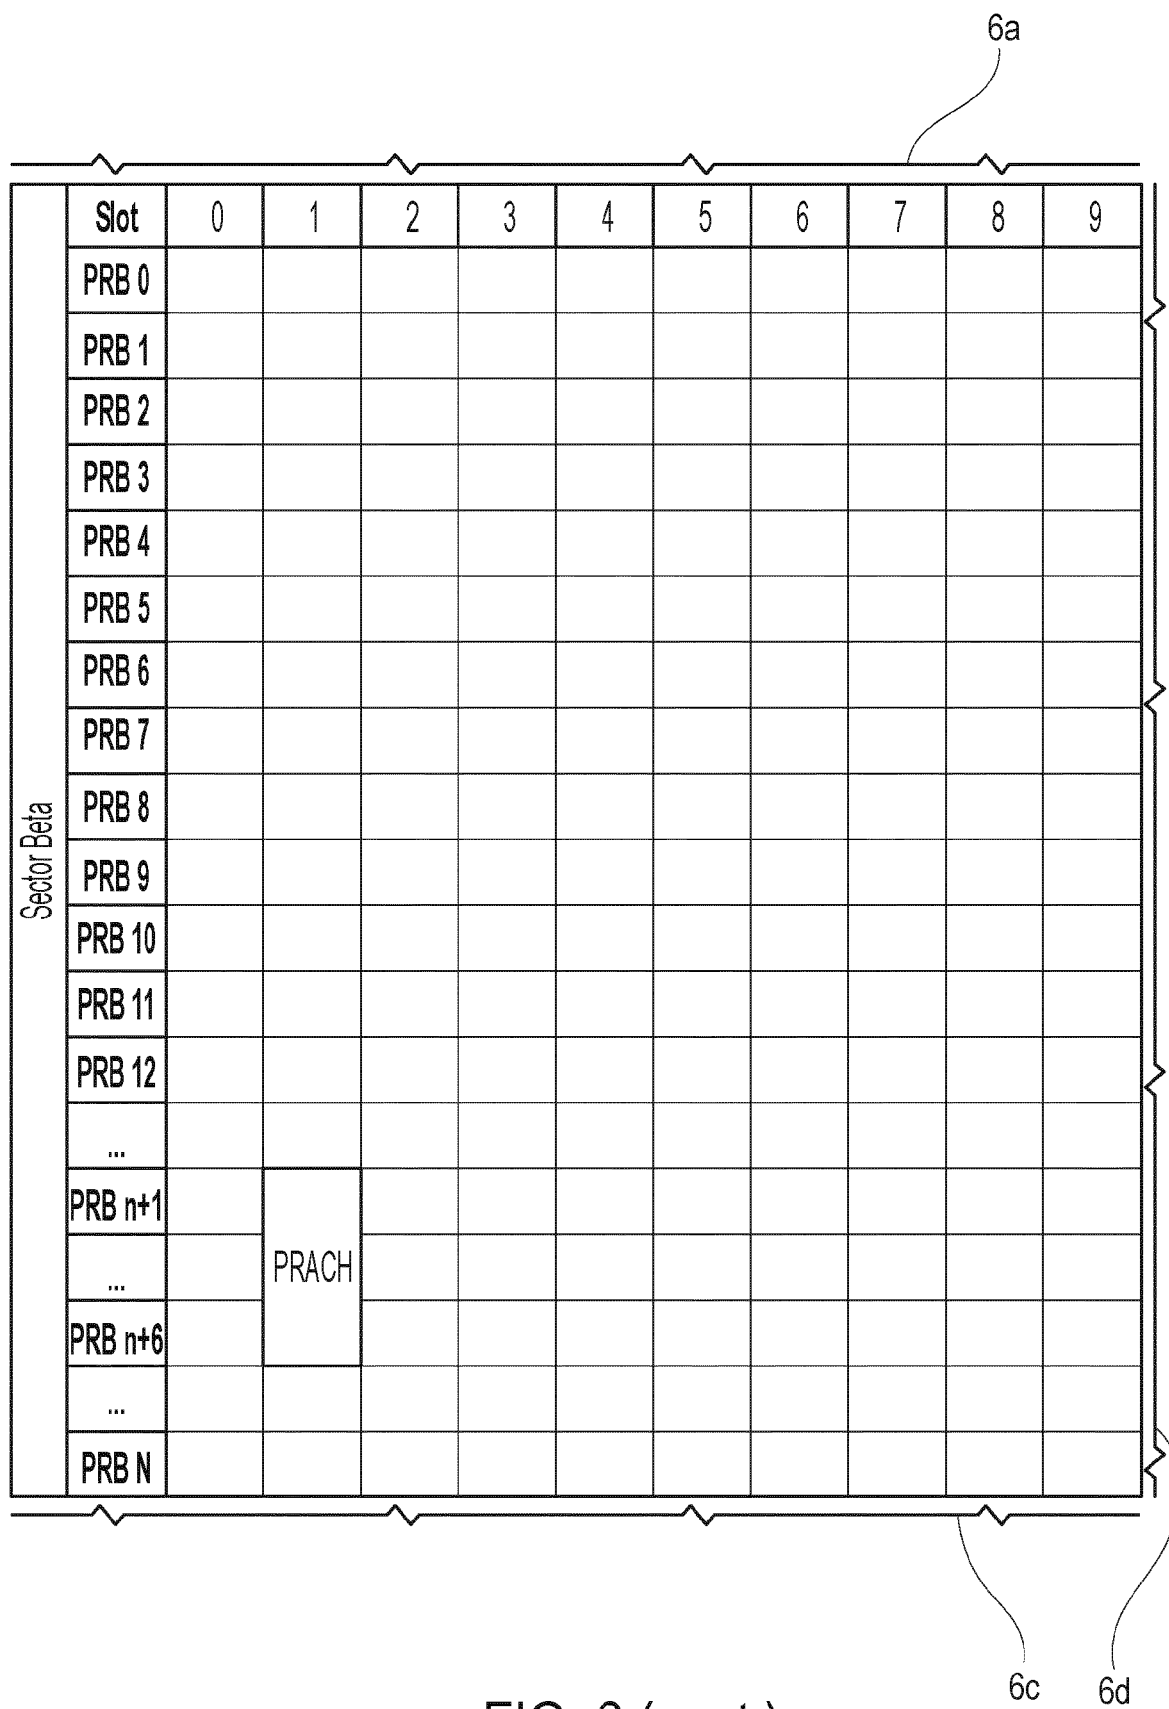 6a
Sector Beta
Slot 0 1 2 3 4 5 6 7 8 9
PRB 0
PRB 1
PRB 2
PRB 3
PRB 4
PRB 5
PRB 6
PRB 7
PRB 8
PRB 9
PRB 10
PRB 11
PRB 12
...
PRB n+1
... PRACH
PRB n+6
...
PRB N
6c 6d